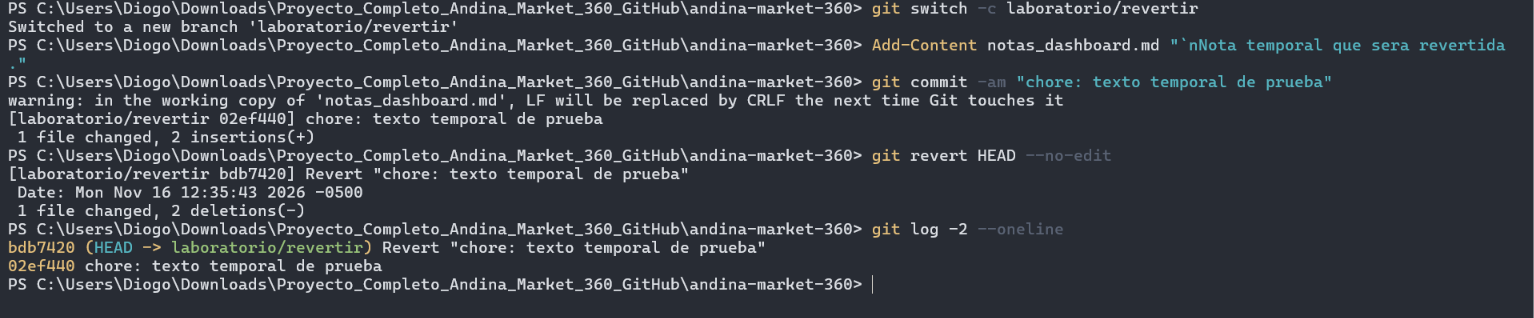 PS C:\Users\Diogo\Downloads\Proyecto_Completo_Andina_Market_360_GitHub\andina-market-360> git switch -c laboratorio/revertir
Switched to a new branch 'laboratorio/revertir'
PS C:\Users\Diogo\Downloads\Proyecto_Completo_Andina_Market_360_GitHub\andina-market-360> Add-Content notas_dashboard.md "`nNota temporal que sera revertida
."
PS C:\Users\Diogo\Downloads\Proyecto_Completo_Andina_Market_360_GitHub\andina-market-360> git commit -am "chore: texto temporal de prueba"
warning: in the working copy of 'notas_dashboard.md', LF will be replaced by CRLF the next time Git touches it
[laboratorio/revertir 02ef440] chore: texto temporal de prueba
 1 file changed, 2 insertions(+)
PS C:\Users\Diogo\Downloads\Proyecto_Completo_Andina_Market_360_GitHub\andina-market-360> git revert HEAD --no-edit
[laboratorio/revertir bdb7420] Revert "chore: texto temporal de prueba"
 Date: Mon Nov 16 12:35:43 2026 -0500
 1 file changed, 2 deletions(-)
PS C:\Users\Diogo\Downloads\Proyecto_Completo_Andina_Market_360_GitHub\andina-market-360> git log -2 --oneline
bdb7420 (HEAD -> laboratorio/revertir) Revert "chore: texto temporal de prueba"
02ef440 chore: texto temporal de prueba
PS C:\Users\Diogo\Downloads\Proyecto_Completo_Andina_Market_360_GitHub\andina-market-360>